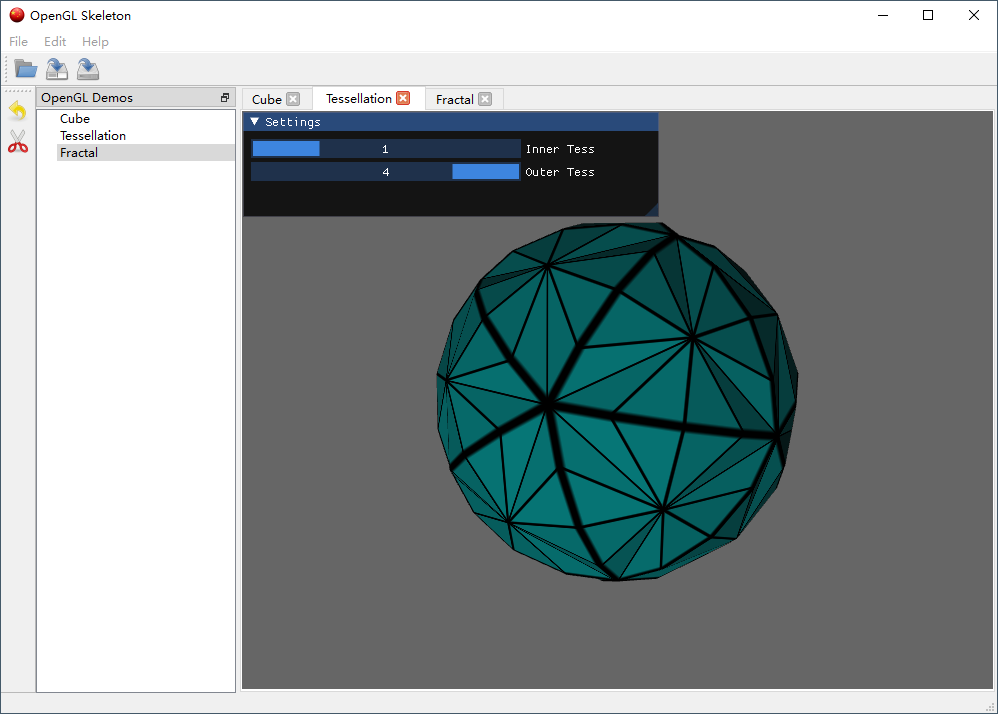 OpenGL Skeleton
File Edit Help
OpenGL Demos
Cube
Tessellation
Fractal
Cube Tessellation Fractal
Settings
1 Inner Tess
4 Outer Tess